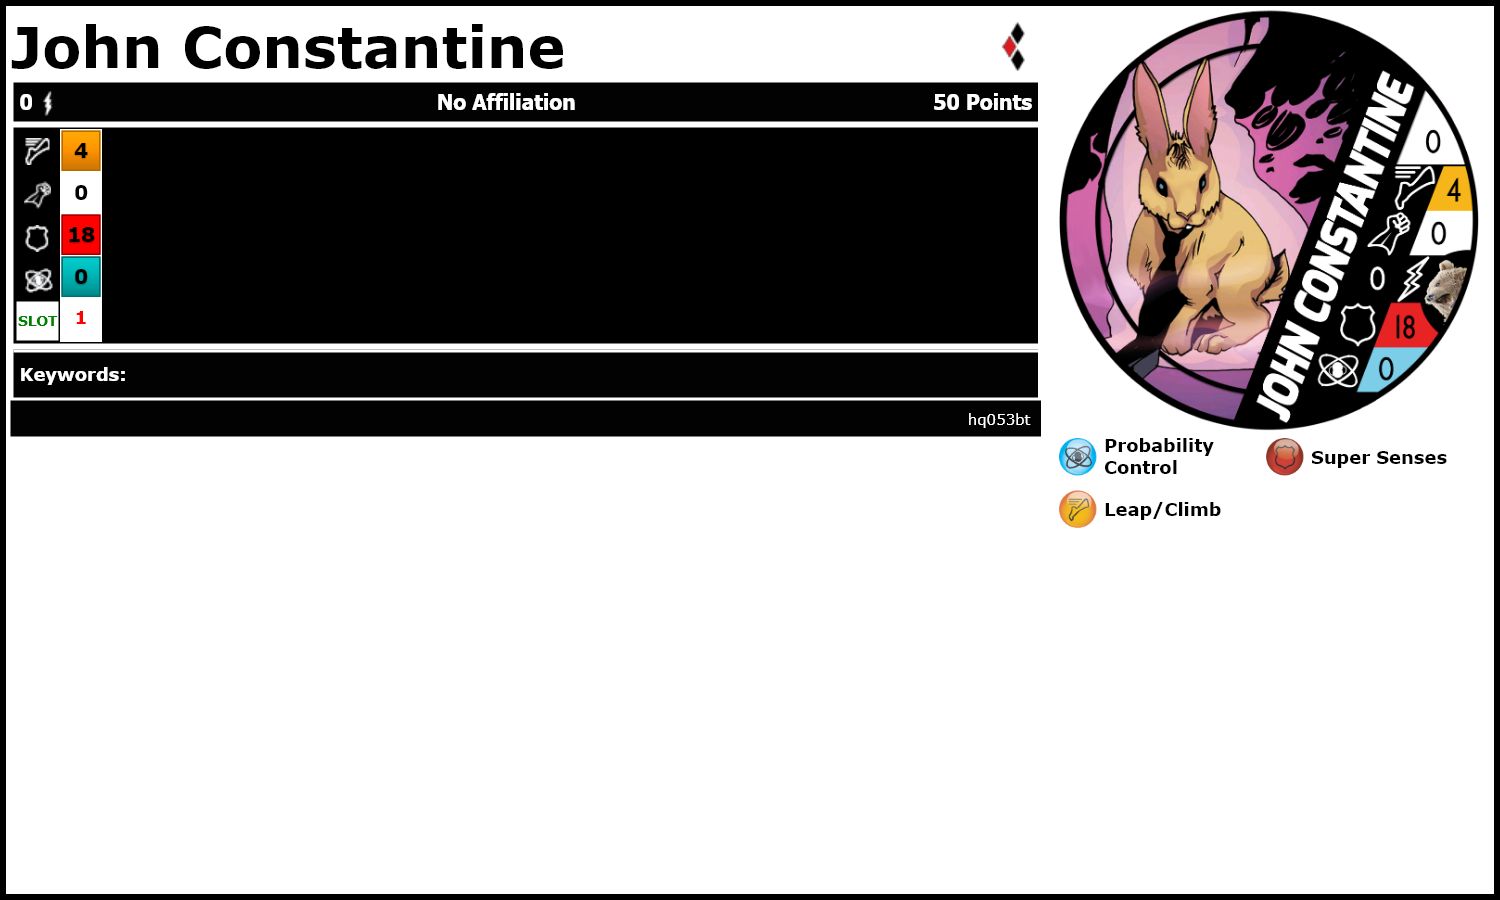 John Constantine
0 No Affiliation 50 Points
4
0
18
0
SLOT 1
Keywords:
hq053bt
JOHN CONSTANTINE
0
4
0
0
18
0
Probability
Control
Super Senses
Leap/Climb